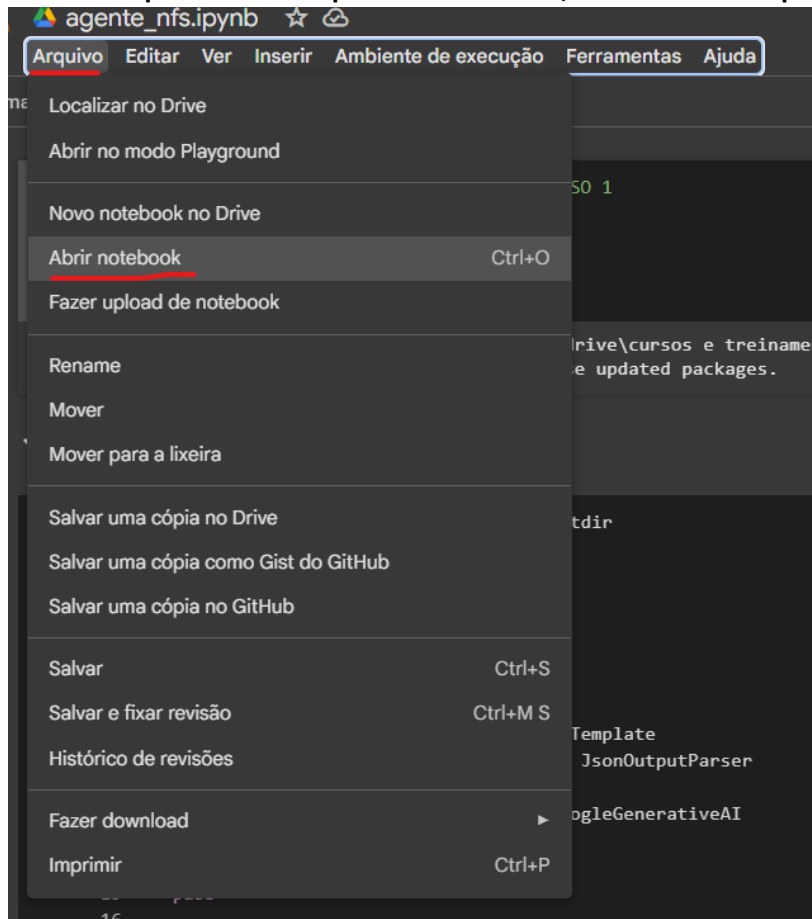 agente_nfs.ipynb
Arquivo Editar Ver Inserir Ambiente de execução Ferramentas Ajuda
Localizar no Drive
Abrir no modo Playground
SO 1
Novo notebook no Drive
Abrir notebook Ctrl+O
Fazer upload de notebook
rive\cursos e treiname
Rename
e updated packages.
Mover
Mover para a lixeira
Salvar uma cópia no Drive
tdir
Salvar uma cópia como Gist do GitHub
Salvar uma cópia no GitHub
Salvar Ctrl+S
Salvar e fixar revisão Ctrl+M S
Template
Histórico de revisões
JsonOutputParser
Fazer download
ogleGenerativeAI
Imprimir Ctrl+P